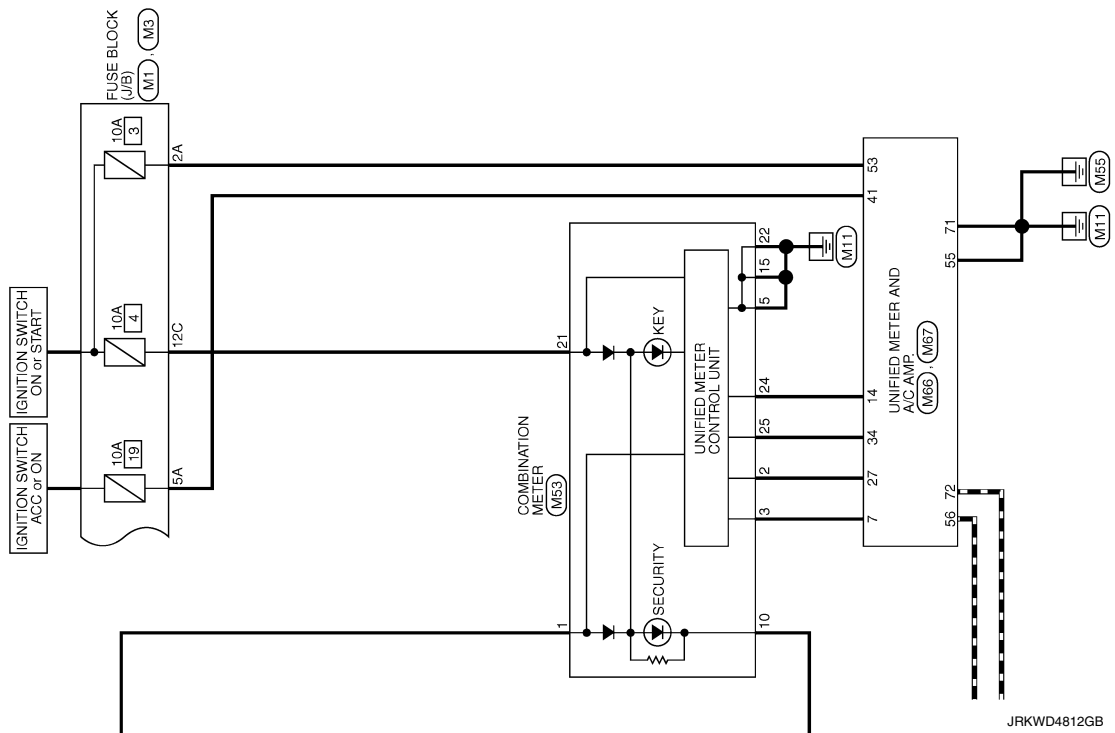 FUSE BLOCK
(J/B)
M1 , M3
IGNITION SWITCH
ON or START
IGNITION SWITCH
ACC or ON
10A
3
2A
10A
4
12C
10A
19
5A
53
41
COMBINATION
METER
M53
21
KEY
22
15
5
M11
UNIFIED METER
CONTROL UNIT
24
14
25
34
2
27
3
7
SECURITY
1
10
UNIFIED METER AND
A/C AMP.
M66 , M67
71
55
M55
M11
72
56
JRKWD4812GB